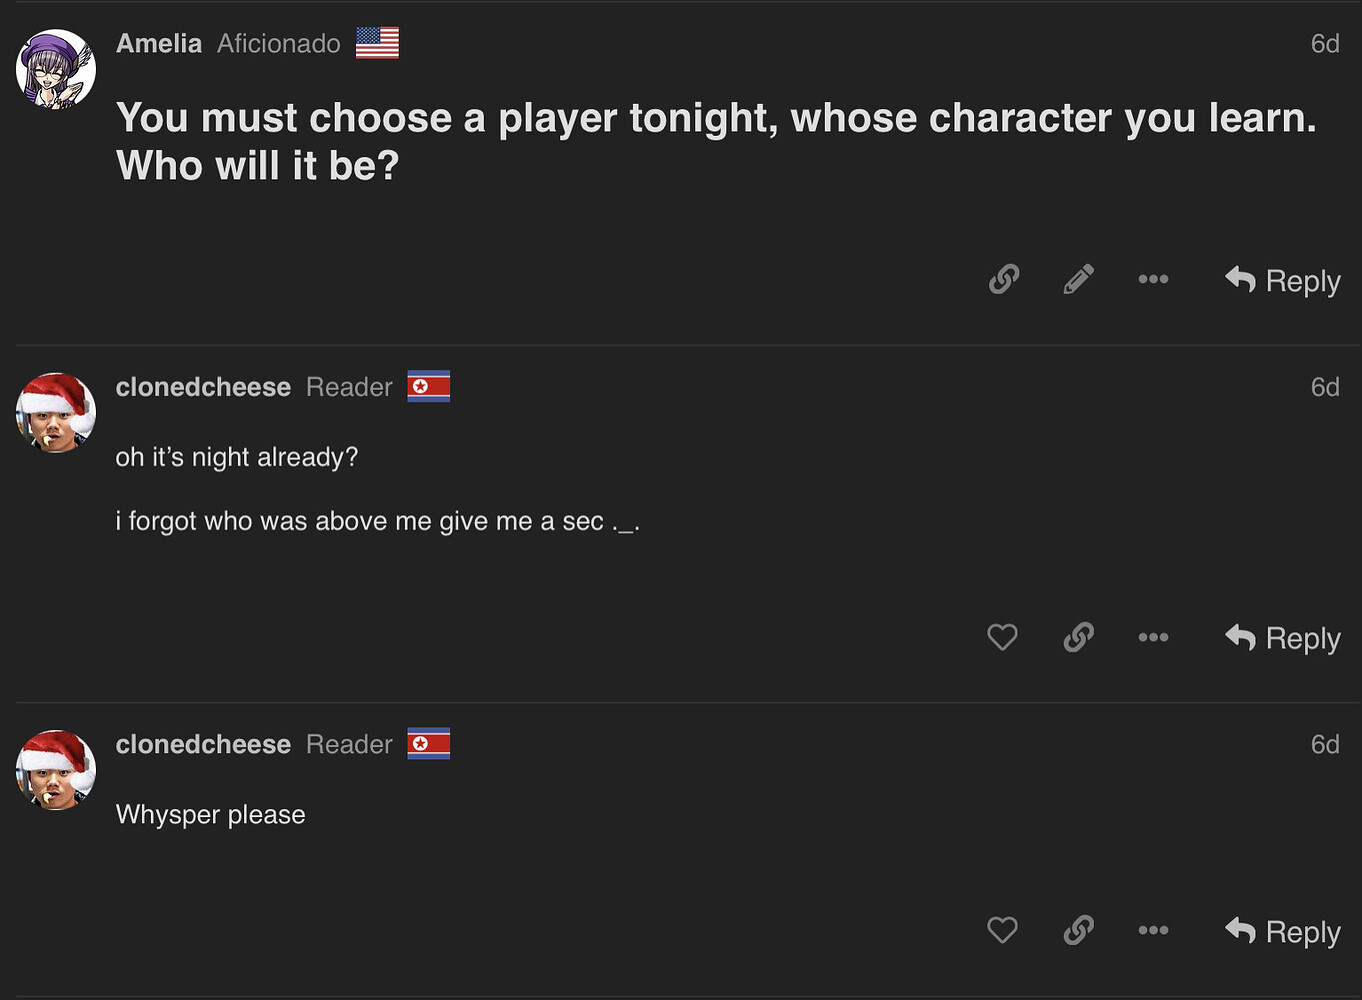 Amelia Aficionado 6d
You must choose a player tonight, whose character you learn.
Who will it be?
Reply
clonedcheese Reader 6d
oh it’s night already?
i forgot who was above me give me a sec ._.
Reply
clonedcheese Reader 6d
Whysper please
Reply